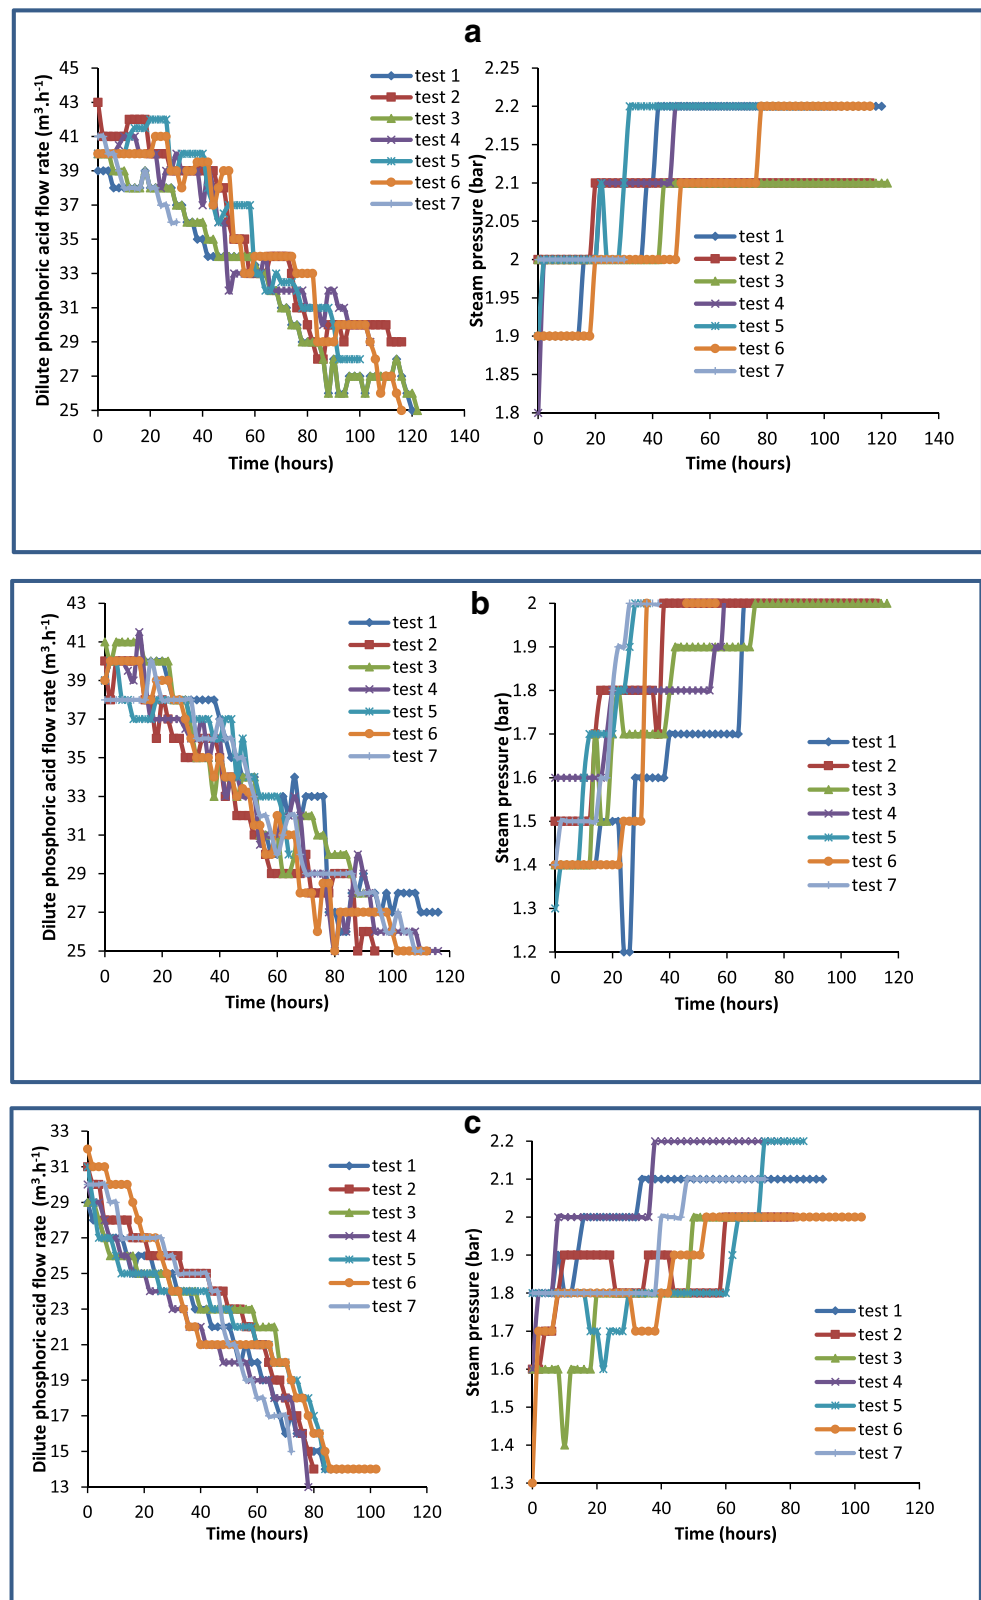 a
Dilute phosphoric acid flow rate (m³.h⁻¹)
45
43
41
39
37
35
33
31
29
27
25
0 20 40 60 80 100 120 140
Time (hours)
test 1
test 2
test 3
test 4
test 5
test 6
test 7
Steam pressure (bar)
2.25
2.2
2.15
2.1
2.05
2
1.95
1.9
1.85
1.8
0 20 40 60 80 100 120 140
Time (hours)
test 1
test 2
test 3
test 4
test 5
test 6
test 7
b
Dilute phosphoric acid flow rate (m³.h⁻¹)
43
41
39
37
35
33
31
29
27
25
0 20 40 60 80 100 120
Time (hours)
test 1
test 2
test 3
test 4
test 5
test 6
test 7
Steam pressure (bar)
2
1.9
1.8
1.7
1.6
1.5
1.4
1.3
1.2
0 20 40 60 80 100 120
Time (hours)
test 1
test 2
test 3
test 4
test 5
test 6
test 7
c
Dilute phosphoric acid flow rate (m³.h⁻¹)
33
31
29
27
25
23
21
19
17
15
13
0 20 40 60 80 100 120
Time (hours)
test 1
test 2
test 3
test 4
test 5
test 6
test 7
Steam pressure (bar)
2.2
2.1
2
1.9
1.8
1.7
1.6
1.5
1.4
1.3
0 20 40 60 80 100 120
Time (hours)
test 1
test 2
test 3
test 4
test 5
test 6
test 7